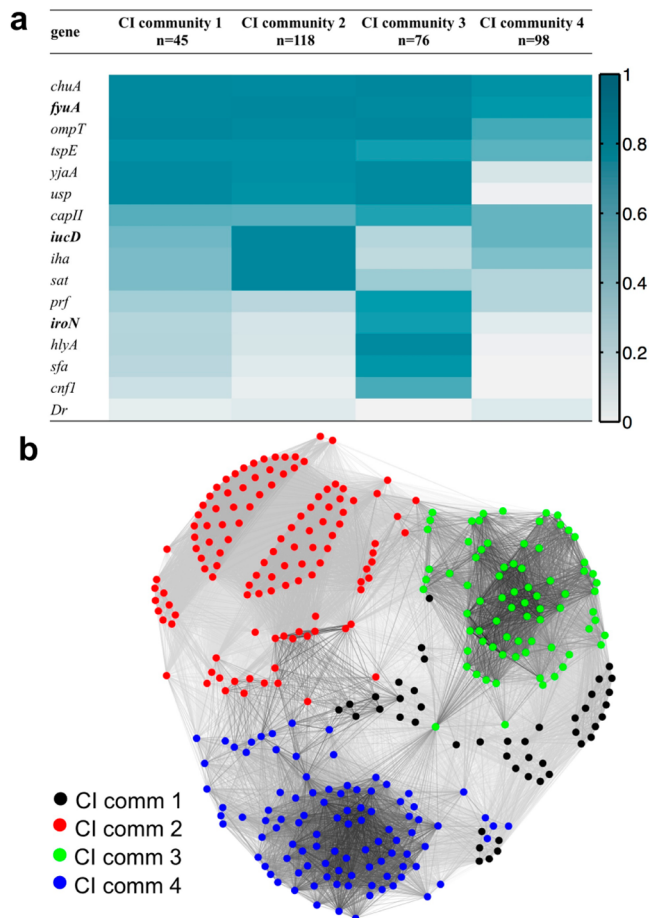 a
gene CI community 1 CI community 2 CI community 3 CI community 4
n=45 n=118 n=76 n=98
chuA
fyuA
ompT
tspE
yjaA
usp
capII
iucD
iha
sat
prf
iroN
hlyA
sfa
cnf1
Dr
1
0.8
0.6
0.4
0.2
0
b
CI comm 1
CI comm 2
CI comm 3
CI comm 4